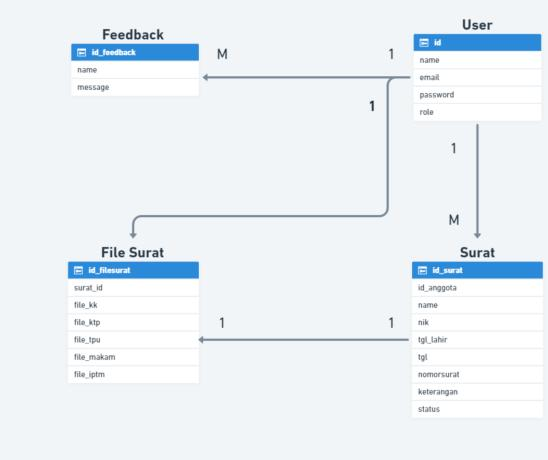 Feedback
id_feedback
name
message
M
1
User
id
name
email
password
role
1
1
M
File Surat
id_filesurat
surat_id
file_kk
file_ktp
file_tpu
file_makam
file_iptm
1
1
Surat
id_surat
id_anggota
name
nik
tgl_lahir
tgl
nomorsurat
keterangan
status